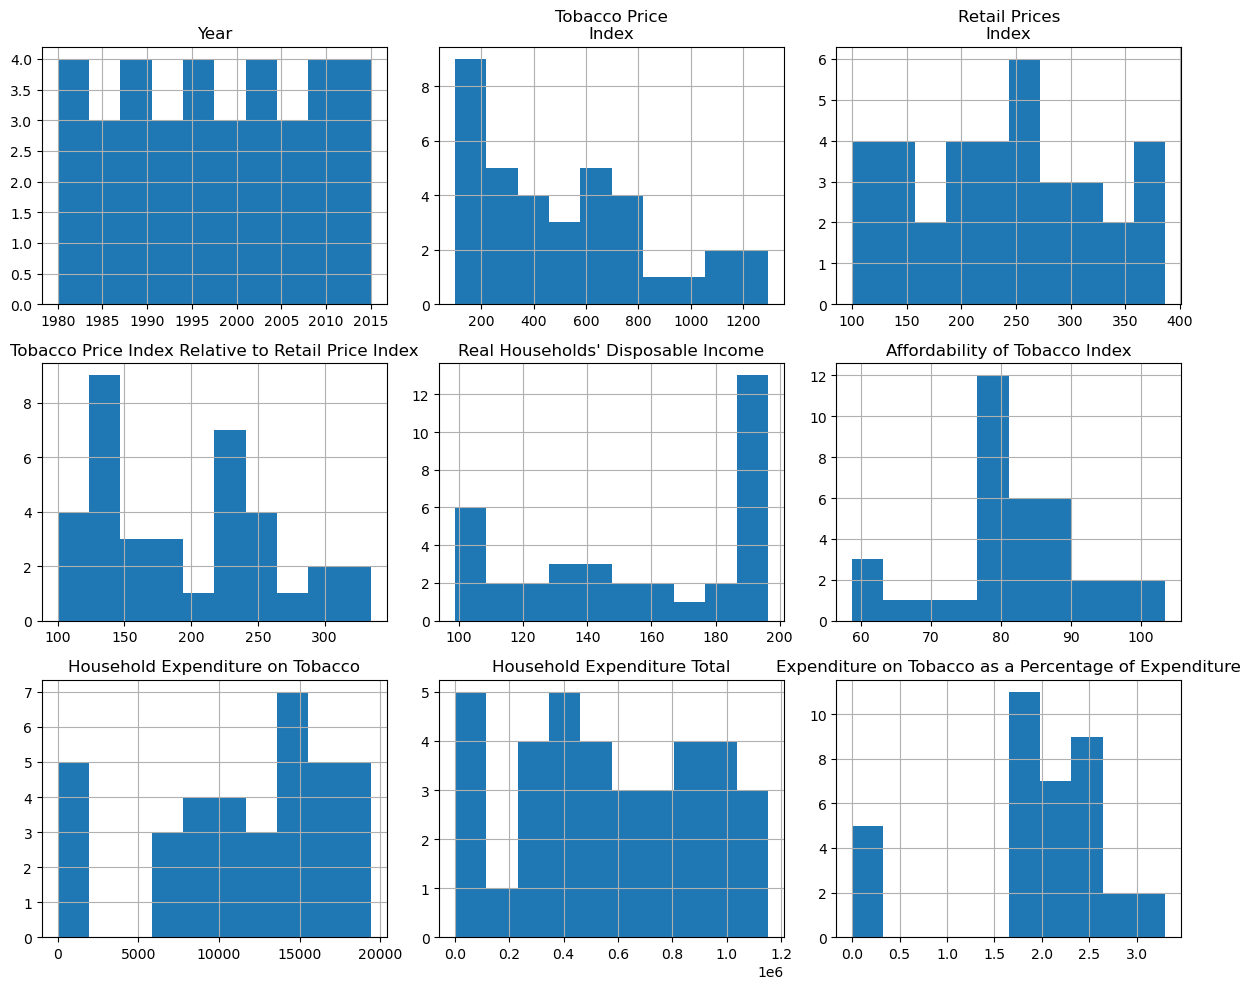 Year
4.0
3.5
3.0
2.5
2.0
1.5
1.0
0.5
0.0
1980 1985 1990 1995 2000 2005 2010 2015
Tobacco Price
Index
8
6
4
2
0
200 400 600 800 1000 1200
Retail Prices
Index
6
5
4
3
2
1
0
100 150 200 250 300 350 400
Tobacco Price Index Relative to Retail Price Index
8
6
4
2
0
100 150 200 250 300
Real Households' Disposable Income
12
10
8
6
4
2
0
100 120 140 160 180 200
Affordability of Tobacco Index
12
10
8
6
4
2
0
60 70 80 90 100
Household Expenditure on Tobacco
7
6
5
4
3
2
1
0
0 5000 10000 15000 20000
Household Expenditure Total
5
4
3
2
1
0
0.0 0.2 0.4 0.6 0.8 1.0 1.2
1e6
Expenditure on Tobacco as a Percentage of Expenditure
10
8
6
4
2
0
0.0 0.5 1.0 1.5 2.0 2.5 3.0